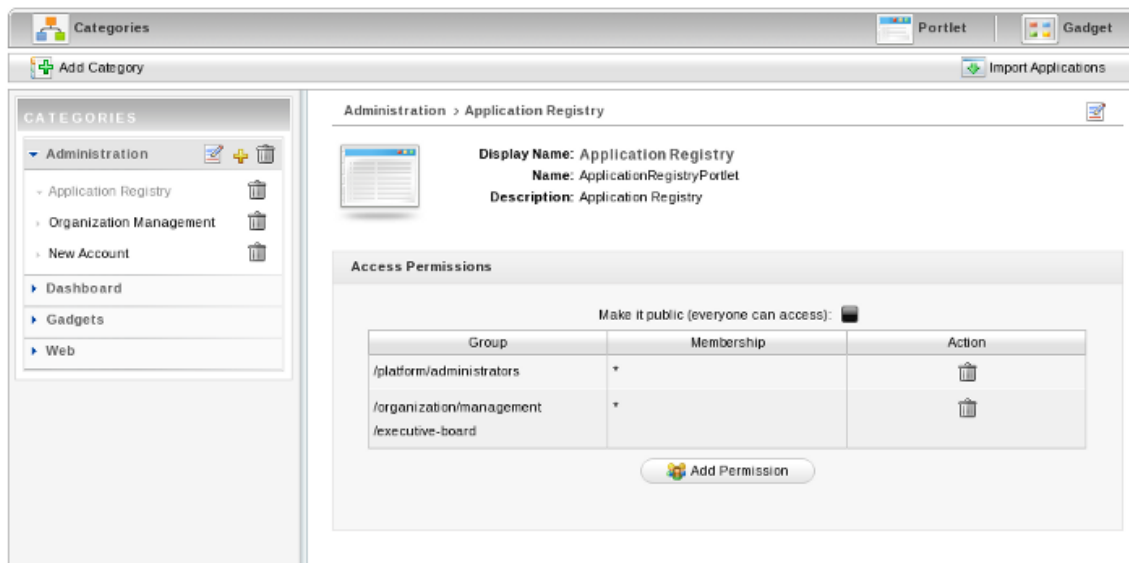 Categories
Portlet
Gadget
Add Category
Import Applications
CATEGORIES
Administration
Application Registry
Organization Management
New Account
Dashboard
Gadgets
Web
Administration > Application Registry
Display Name: Application Registry
Name: ApplicationRegistryPortlet
Description: Application Registry
Access Permissions
Make it public (everyone can access):
Group Membership Action
/platform/administrators *
/organization/management *
/executive-board
Add Permission